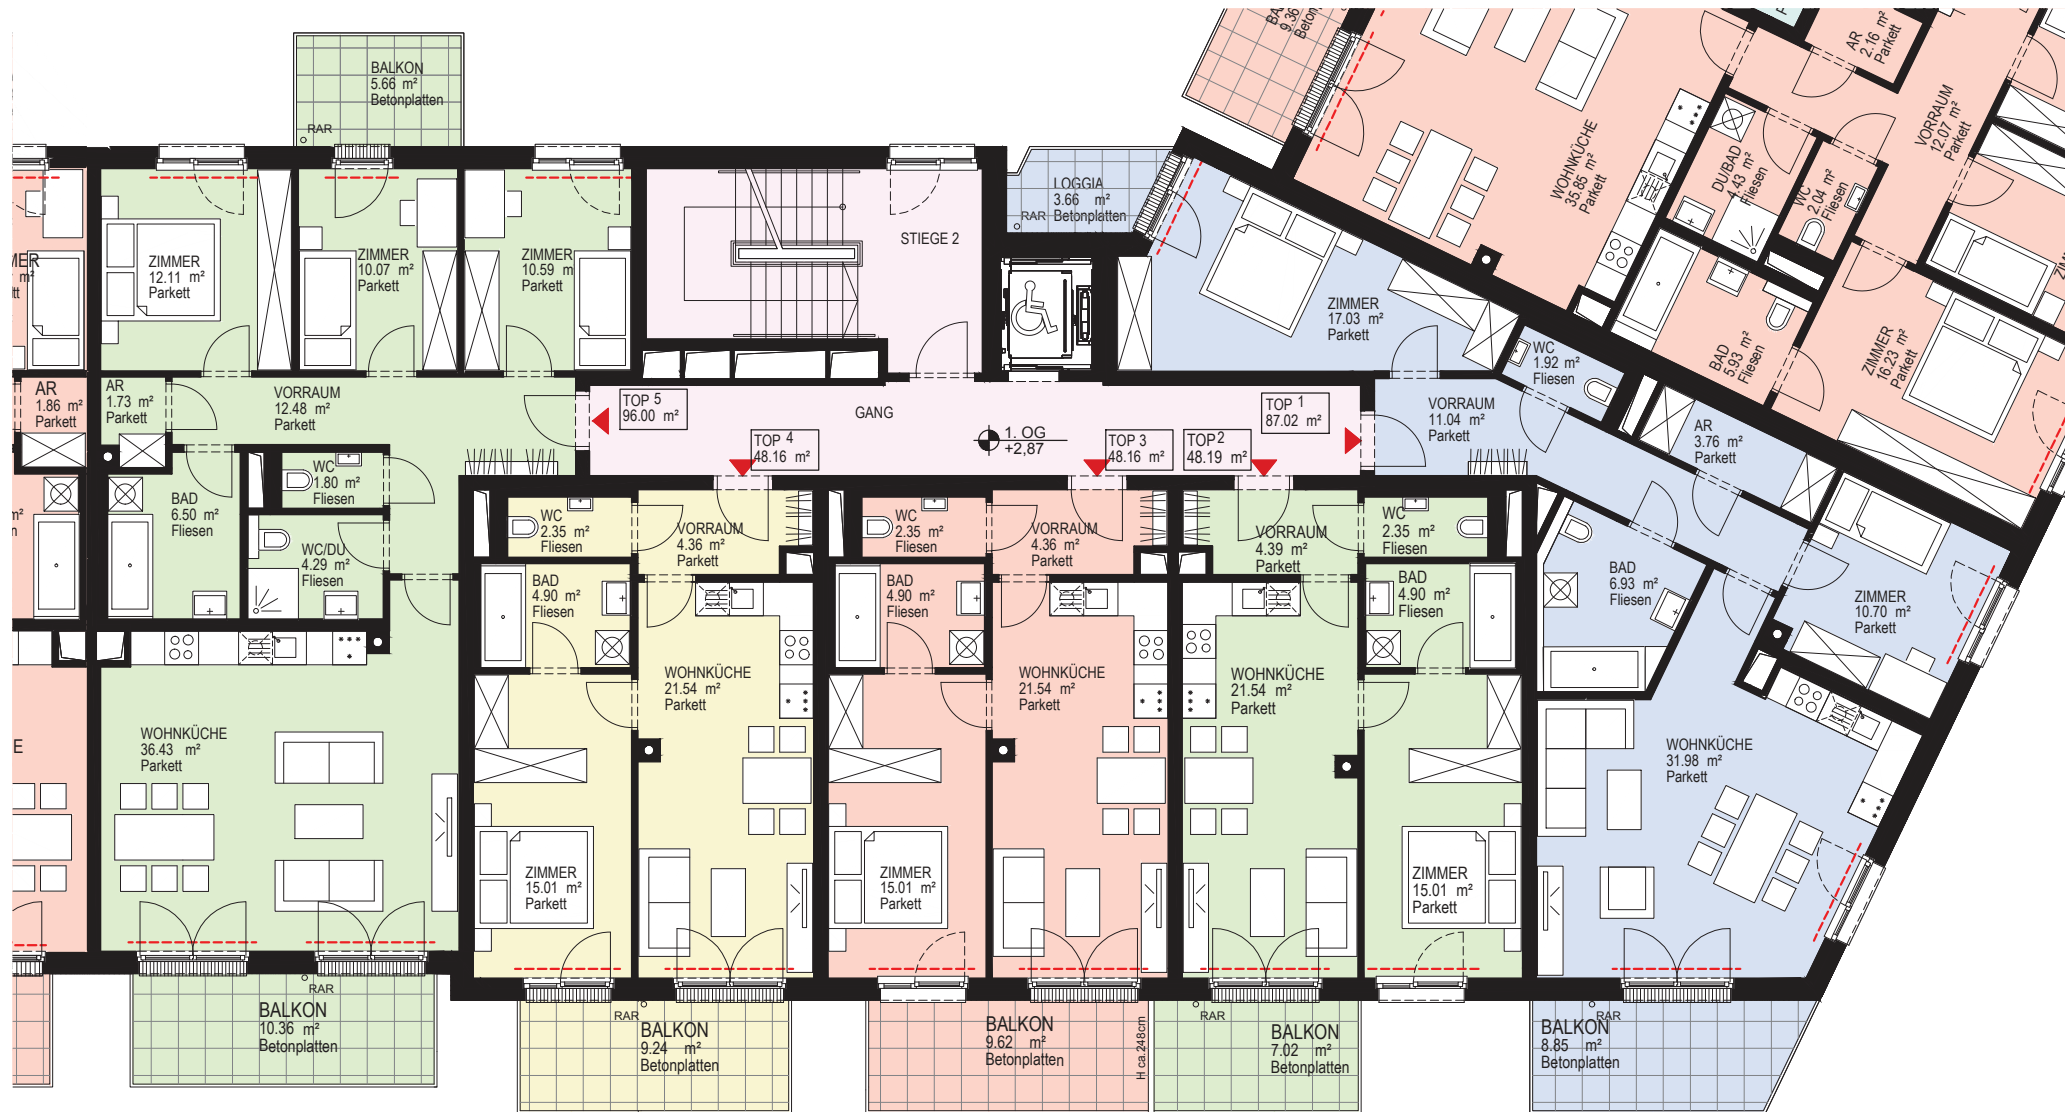 BALKON
5.66 m²
Betonplatten
RAR
ZIMMER
12.11 m²
Parkett
ZIMMER
10.07 m²
Parkett
ZIMMER
10.59 m
Parkett
STIEGE 2
LOGGIA
3.66 m²
Betonplatten
RAR
ZIMMER
17.03 m²
Parkett
9.36
WOHNKÜCHE
35.85 m²
Parkett
AR
2.16 m²
Parkett
VORRAUM
12.07 m²
Parkett
DU/BAD
4.43 m²
Fliesen
WC
2.04 m²
Fliesen
BAD
5.93 m²
Fliesen
ZIMMER
16.23 m²
Parkett
WC
1.92 m²
Fliesen
AR
1.86 m²
Parkett
AR
1.73 m²
Parkett
VORRAUM
12.48 m²
Parkett
TOP 5
96.00 m²
GANG
TOP 4
48.16 m²
1. OG
+2,87
TOP 3
48.16 m²
TOP 2
48.19 m²
TOP 1
87.02 m²
VORRAUM
11.04 m²
Parkett
AR
3.76 m²
Parkett
BAD
6.50 m²
Fliesen
WC
1.80 m²
Fliesen
WC/DU
4.29 m²
Fliesen
WC
2.35 m²
Fliesen
VORRAUM
4.36 m²
Parkett
WC
2.35 m²
Fliesen
VORRAUM
4.36 m²
Parkett
VORRAUM
4.39 m²
Parkett
WC
2.35 m²
Fliesen
BAD
4.90 m²
Fliesen
BAD
4.90 m²
Fliesen
BAD
4.90 m²
Fliesen
BAD
6.93 m²
Fliesen
ZIMMER
10.70 m²
Parkett
WOHNKÜCHE
36.43 m²
Parkett
WOHNKÜCHE
21.54 m²
Parkett
WOHNKÜCHE
21.54 m²
Parkett
WOHNKÜCHE
21.54 m²
Parkett
WOHNKÜCHE
31.98 m²
Parkett
ZIMMER
15.01 m²
Parkett
ZIMMER
15.01 m²
Parkett
ZIMMER
15.01 m²
Parkett
RAR
BALKON
10.36 m²
Betonplatten
RAR
BALKON
9.24 m²
Betonplatten
BALKON
9.62 m²
Betonplatten
H ca.248cm
RAR
BALKON
7.02 m²
Betonplatten
RAR
BALKON
8.85 m²
Betonplatten